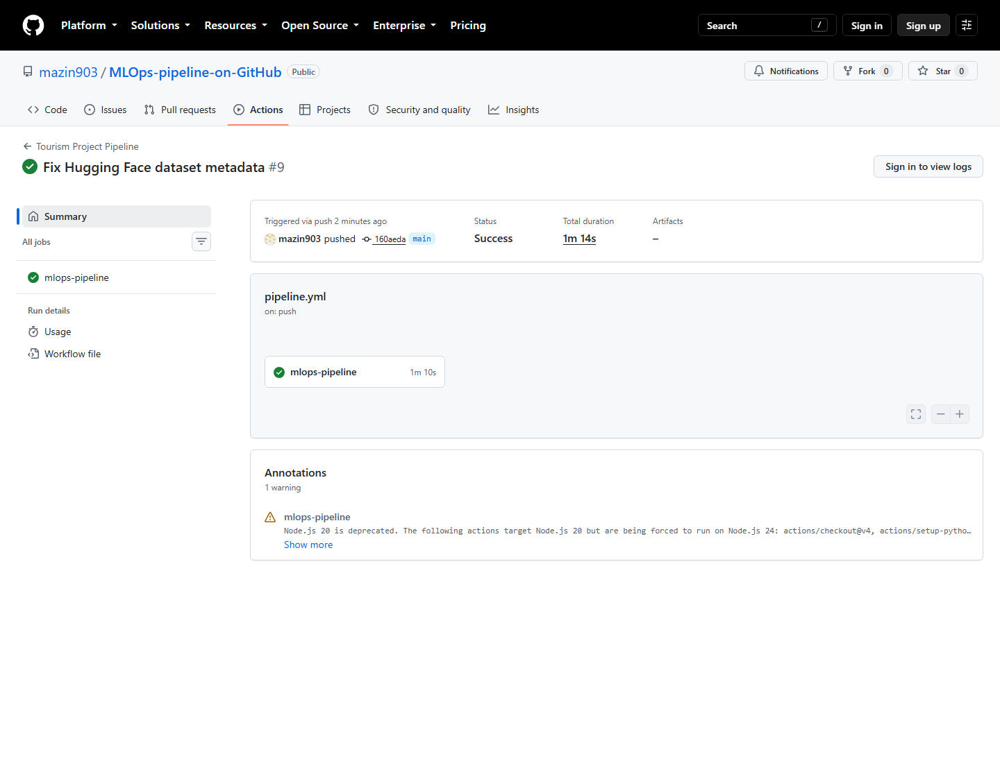 Platform Solutions Resources Open Source Enterprise Pricing Search / Sign in Sign up
mazin903 / MLOps-pipeline-on-GitHub Public Notifications Fork 0 Star 0
Code Issues Pull requests Actions Projects Security and quality Insights
Tourism Project Pipeline
Fix Hugging Face dataset metadata #9 Sign in to view logs
Summary
All jobs
mlops-pipeline
Run details
Usage
Workflow file
Triggered via push 2 minutes ago Status Total duration Artifacts
mazin903 pushed 160aeda main Success 1m 14s –
pipeline.yml
on: push
mlops-pipeline 1m 10s
Annotations
1 warning
mlops-pipeline
Node.js 20 is deprecated. The following actions target Node.js 20 but are being forced to run on Node.js 24: actions/checkout@v4, actions/setup-pytho…
Show more